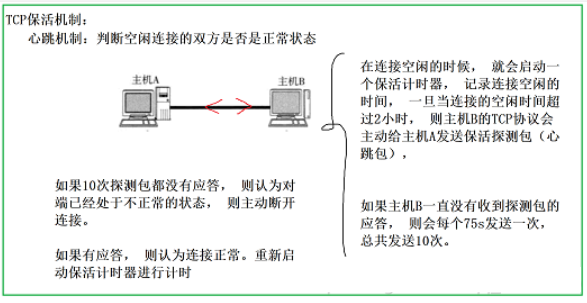 TCP保活机制：
心跳机制：判断空闲连接的双方是否是正常状态
主机A
主机B
在连接空闲的时候， 就会启动一
个保活计时器， 记录连接空闲的
时间， 一旦当连接的空闲时间超
过2小时， 则主机B的TCP协议会
主动给主机A发送保活探测包（心
跳包），
如果主机B一直没有收到探测包的
应答， 则会每个75s发送一次，
总共发送10次。
如果10次探测包都没有应答， 则认为对
端已经处于不正常的状态， 则主动断开
连接。
如果有应答， 则认为连接正常。重新启
动保活计时器进行计时